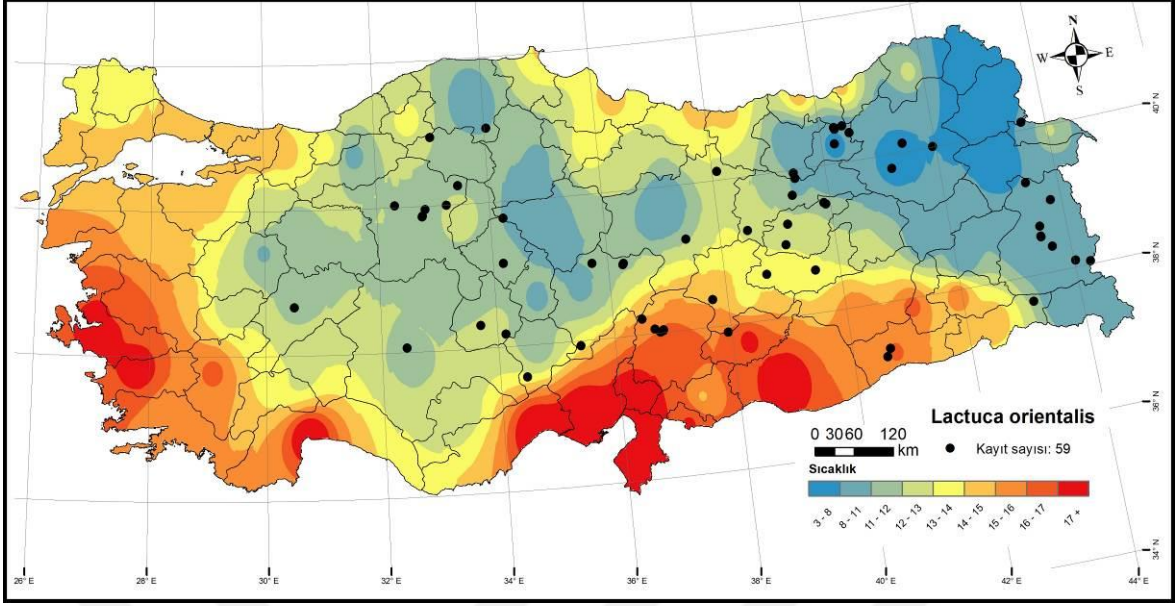 N
W E
S
40° N
38° N
36° N
34° N
Lactuca orientalis
0 30 60 120
km
● Kayıt sayısı: 59
Sıcaklık
3 - 8
8 - 11
11 - 12
12 - 13
13 - 14
14 - 15
15 - 16
16 - 17
17 +
26° E
28° E
30° E
32° E
34° E
36° E
38° E
40° E
42° E
44° E